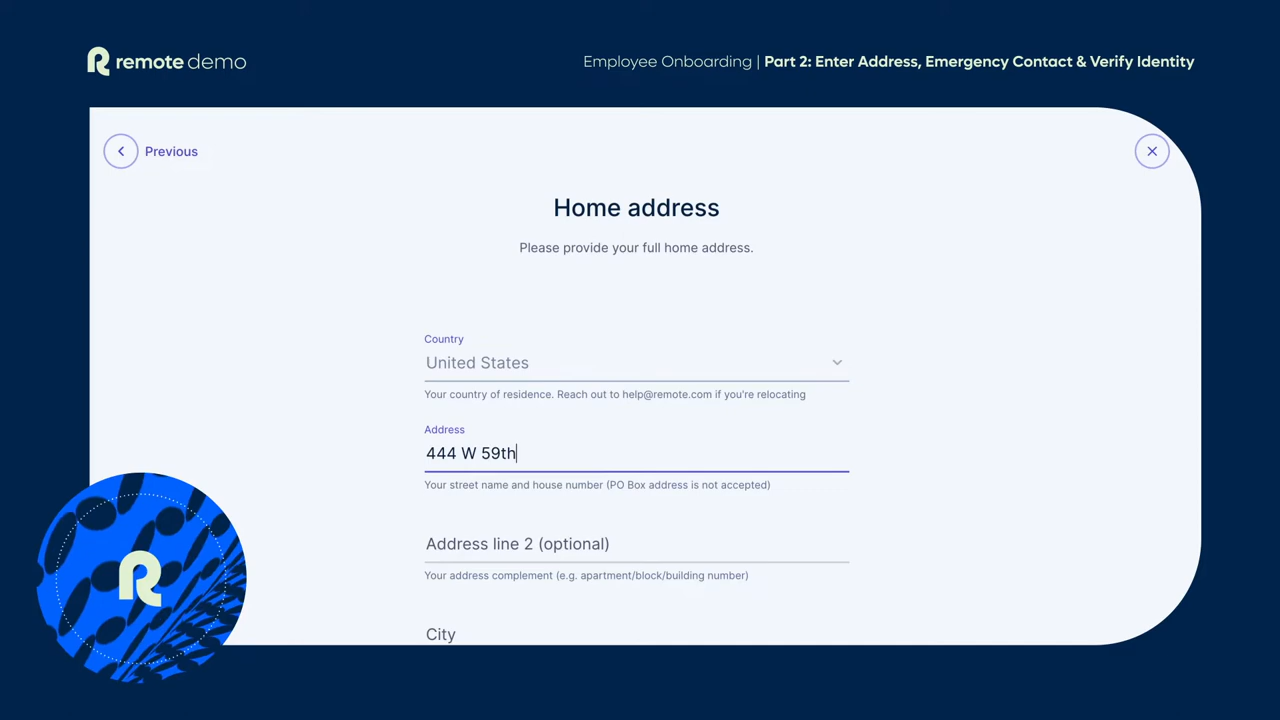 remote demo
Employee Onboarding | Part 2: Enter Address, Emergency Contact & Verify Identity
Previous
Home address
Please provide your full home address.
Country
United States
Your country of residence. Reach out to help@remote.com if you're relocating
Address
444 W 59th
Your street name and house number (PO Box address is not accepted)
Address line 2 (optional)
Your address complement (e.g. apartment/block/building number)
City